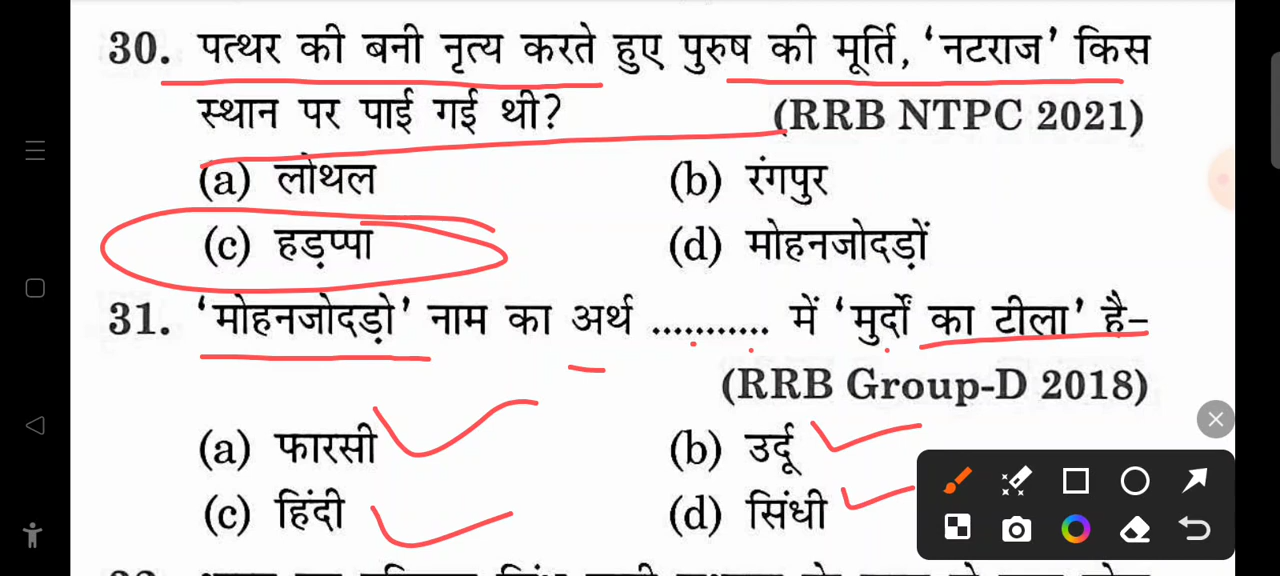 30. पत्थर की बनी नृत्य करते हुए पुरुष की मूर्ति, ‘नटराज’ किस
स्थान पर पाई गई थी? (RRB NTPC 2021)
(a) लोथल (b) रंगपुर
(c) हड़प्पा (d) मोहनजोदड़ों
31. ‘मोहनजोदड़ो’ नाम का अर्थ ............ में ‘मुर्दों का टीला’ है–
(RRB Group-D 2018)
(a) फारसी (b) उर्दू
(c) हिंदी (d) सिंधी